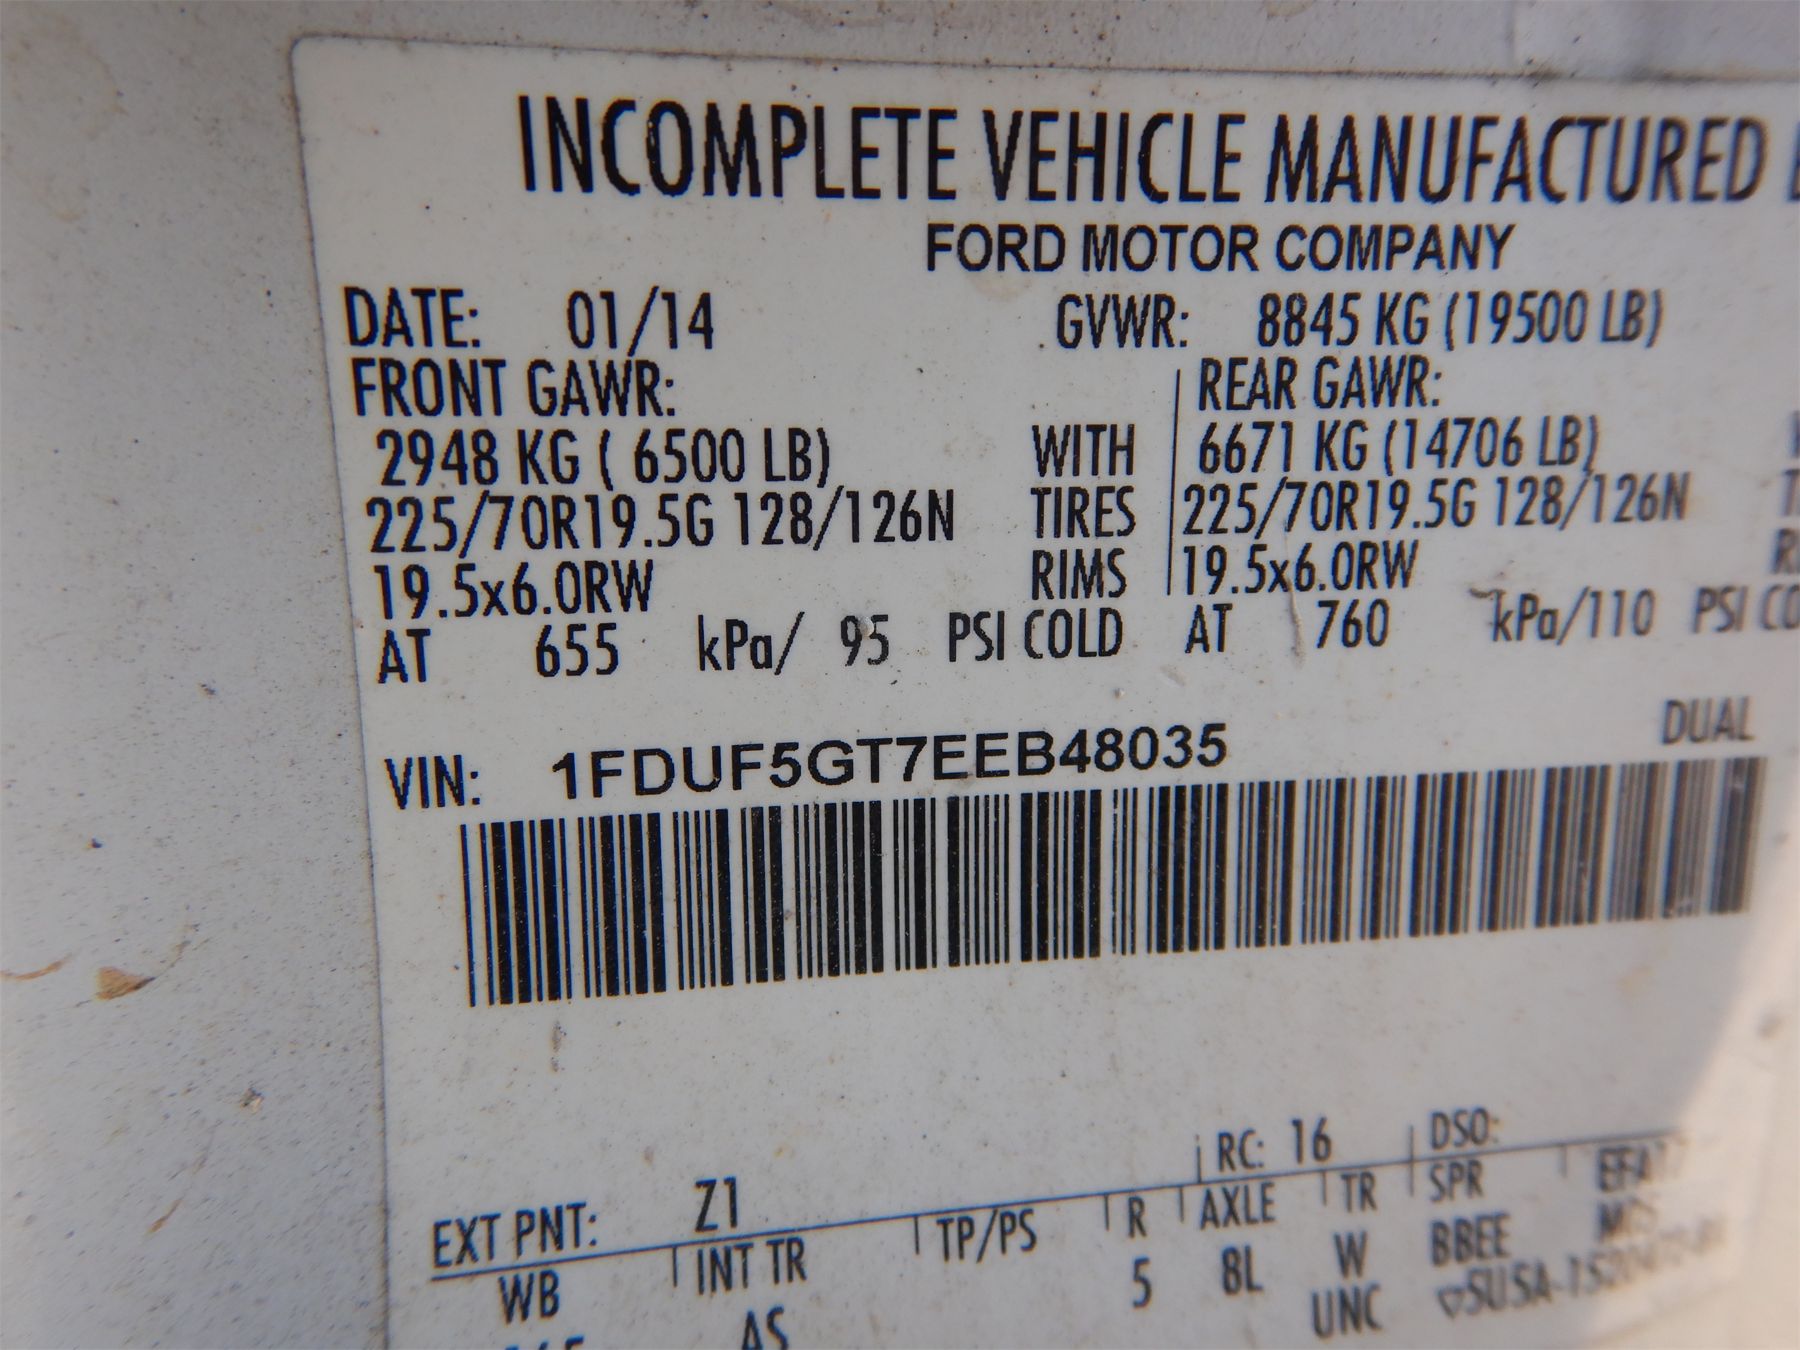 INCOMPLETE VEHICLE MANUFACTURED
FORD MOTOR COMPANY
DATE: 01/14 GVWR: 8845 KG (19500 LB)
FRONT GAWR: REAR GAWR:
2948 KG ( 6500 LB) WITH 6671 KG (14706 LB)
225/70R19.5G 128/126N TIRES 225/70R19.5G 128/126N
19.5x6.0RW RIMS 19.5x6.0RW
AT 655 kPa/ 95 PSI COLD AT 760 kPa/110 PSI CO
DUAL
VIN: 1FDUF5GT7EEB48035
RC: 16 DSO:
EXT PNT: Z1
WB INT TR TP/PS R AXLE TR SPR
AS 5 8L W BBEE
UNC